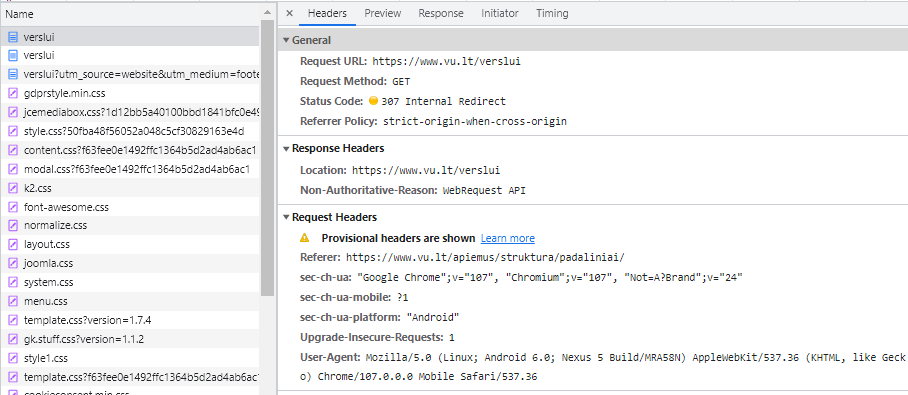 Name
verslui
verslui
verslui?utm_source=website&utm_medium=foote
gdprstyle.min.css
jcemediabox.css?1d12bb5a40100bbd1841bfc0e49
style.css?50fba48f56052a048c5cf30829163e4d
content.css?f63fee0e1492ffc1364b5d2ad4ab6ac1
modal.css?f63fee0e1492ffc1364b5d2ad4ab6ac1
k2.css
font-awesome.css
normalize.css
layout.css
joomla.css
system.css
menu.css
template.css?version=1.7.4
gk.stuff.css?version=1.1.2
style1.css
template.css?f63fee0e1492ffc1364b5d2ad4ab6ac1
cookieconsent.min.css
× Headers Preview Response Initiator Timing
▼ General
Request URL: https://www.vu.lt/verslui
Request Method: GET
Status Code: 307 Internal Redirect
Referrer Policy: strict-origin-when-cross-origin
▼ Response Headers
Location: https://www.vu.lt/verslui
Non-Authoritative-Reason: WebRequest API
▼ Request Headers
Provisional headers are shown Learn more
Referer: https://www.vu.lt/apiemus/struktura/padaliniai/
sec-ch-ua: "Google Chrome";v="107", "Chromium";v="107", "Not=A?Brand";v="24"
sec-ch-ua-mobile: ?1
sec-ch-ua-platform: "Android"
Upgrade-Insecure-Requests: 1
User-Agent: Mozilla/5.0 (Linux; Android 6.0; Nexus 5 Build/MRA58N) AppleWebKit/537.36 (KHTML, like Geck
o) Chrome/107.0.0.0 Mobile Safari/537.36